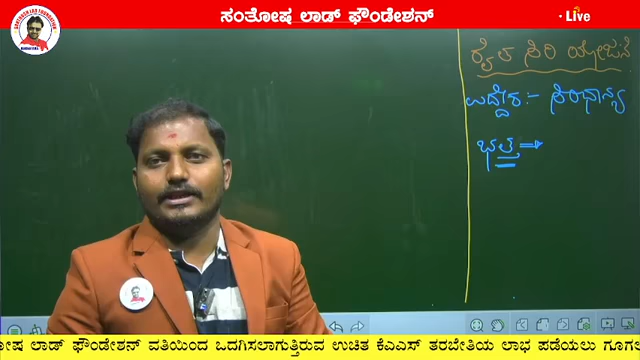 ಸಂತೋಷ ಲಾಡ್ ಫೌಂಡೇಶನ್
Live
ರೈತ ಸಿರಿ ಯೋಜನೆ
ಉದ್ದೇಶ :- ಸಿರಿಧಾನ್ಯ
ಭತ್ಯ ⇒
ೋಷ ಲಾಡ್ ಫೌಂಡೇಶನ್ ವತಿಯಿಂದ ಒದಗಿಸಲಾಗುತ್ತಿರುವ ಉಚಿತ ಕೆಎಎಸ್ ತರಬೇತಿಯ ಲಾಭ ಪಡೆಯಲು ಗೂಗಲ